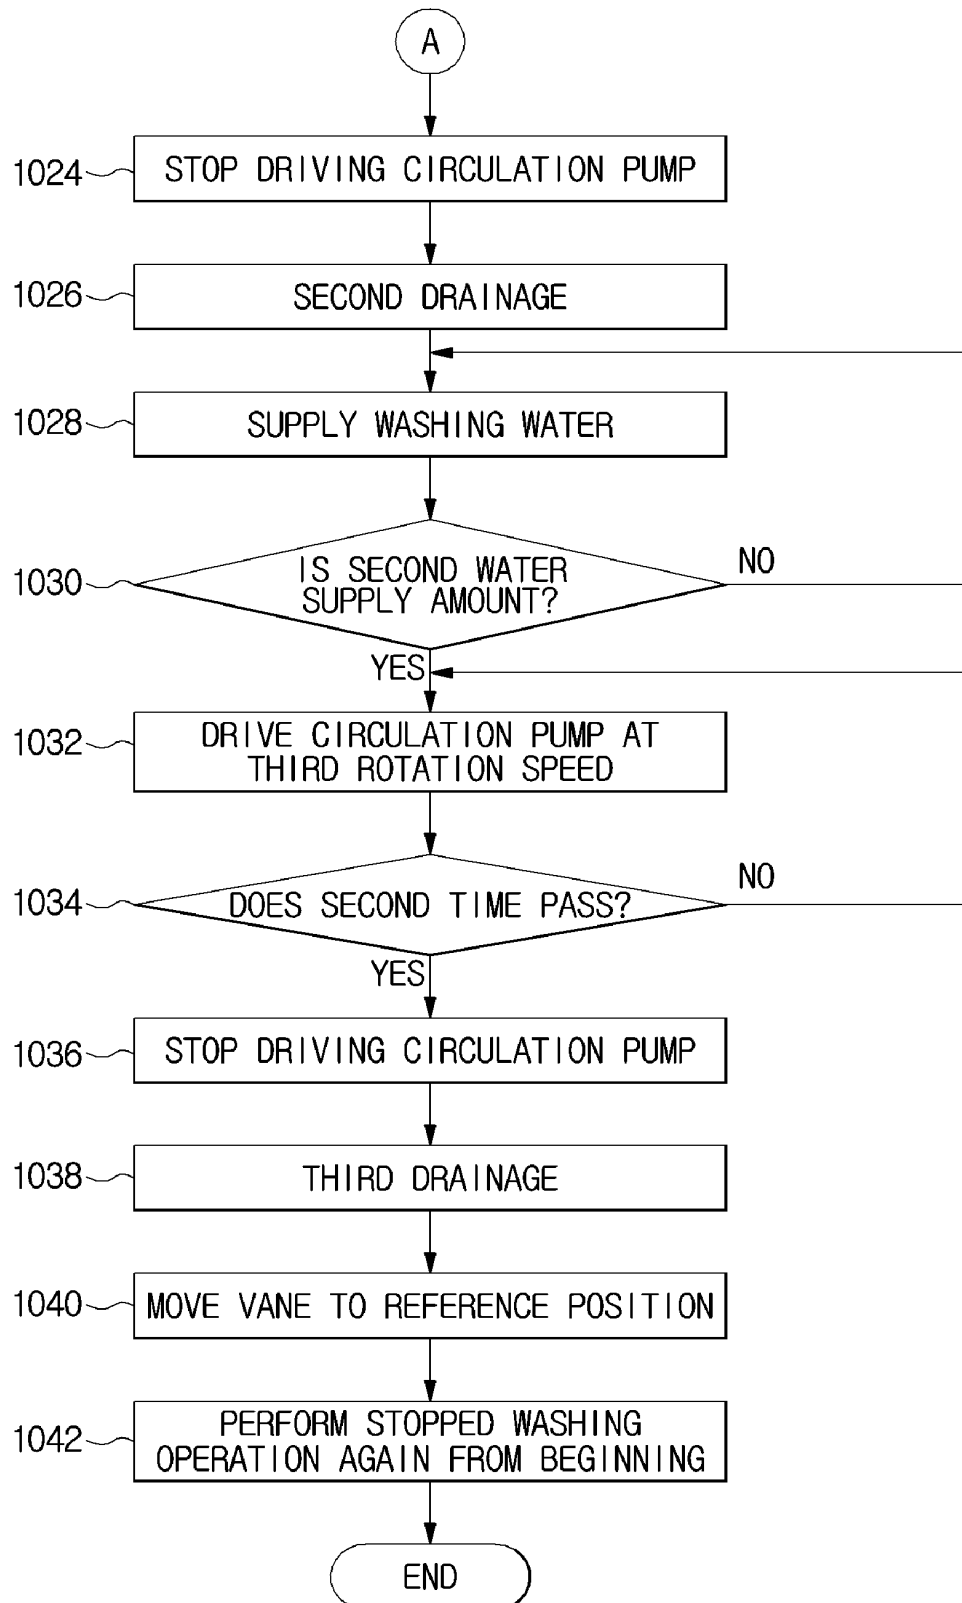 A
1024
STOP DRIVING CIRCULATION PUMP
1026
SECOND DRAINAGE
1028
SUPPLY WASHING WATER
1030
IS SECOND WATER
SUPPLY AMOUNT?
NO
YES
1032
DRIVE CIRCULATION PUMP AT
THIRD ROTATION SPEED
1034
DOES SECOND TIME PASS?
NO
YES
1036
STOP DRIVING CIRCULATION PUMP
1038
THIRD DRAINAGE
1040
MOVE VANE TO REFERENCE POSITION
1042
PERFORM STOPPED WASHING
OPERATION AGAIN FROM BEGINNING
END